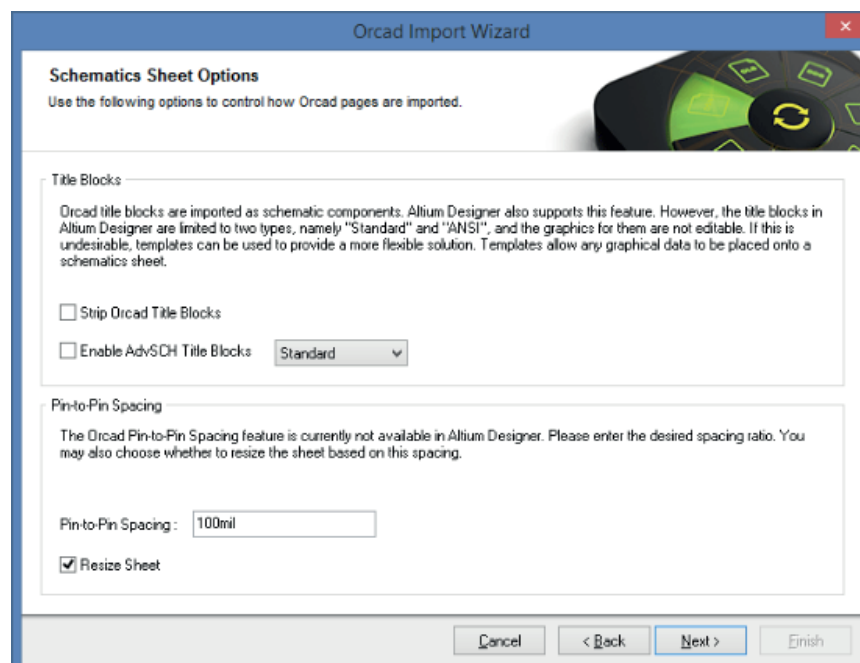 Orcad Import Wizard
Schematics Sheet Options
Use the following options to control how Orcad pages are imported.
Title Blocks
Orcad title blocks are imported as schematic components. Altium Designer also supports this feature. However, the title blocks in
Altium Designer are limited to two types, namely "Standard" and "ANSI", and the graphics for them are not editable. If this is
undesirable, templates can be used to provide a more flexible solution. Templates allow any graphical data to be placed onto a
schematics sheet.
Strip Orcad Title Blocks
Enable AdvSCH Title Blocks Standard
Pin-to-Pin Spacing
The Orcad Pin-to-Pin Spacing feature is currently not available in Altium Designer. Please enter the desired spacing ratio. You
may also choose whether to resize the sheet based on this spacing.
Pin-to-Pin Spacing : 100mil
Resize Sheet
Cancel < Back Next > Finish